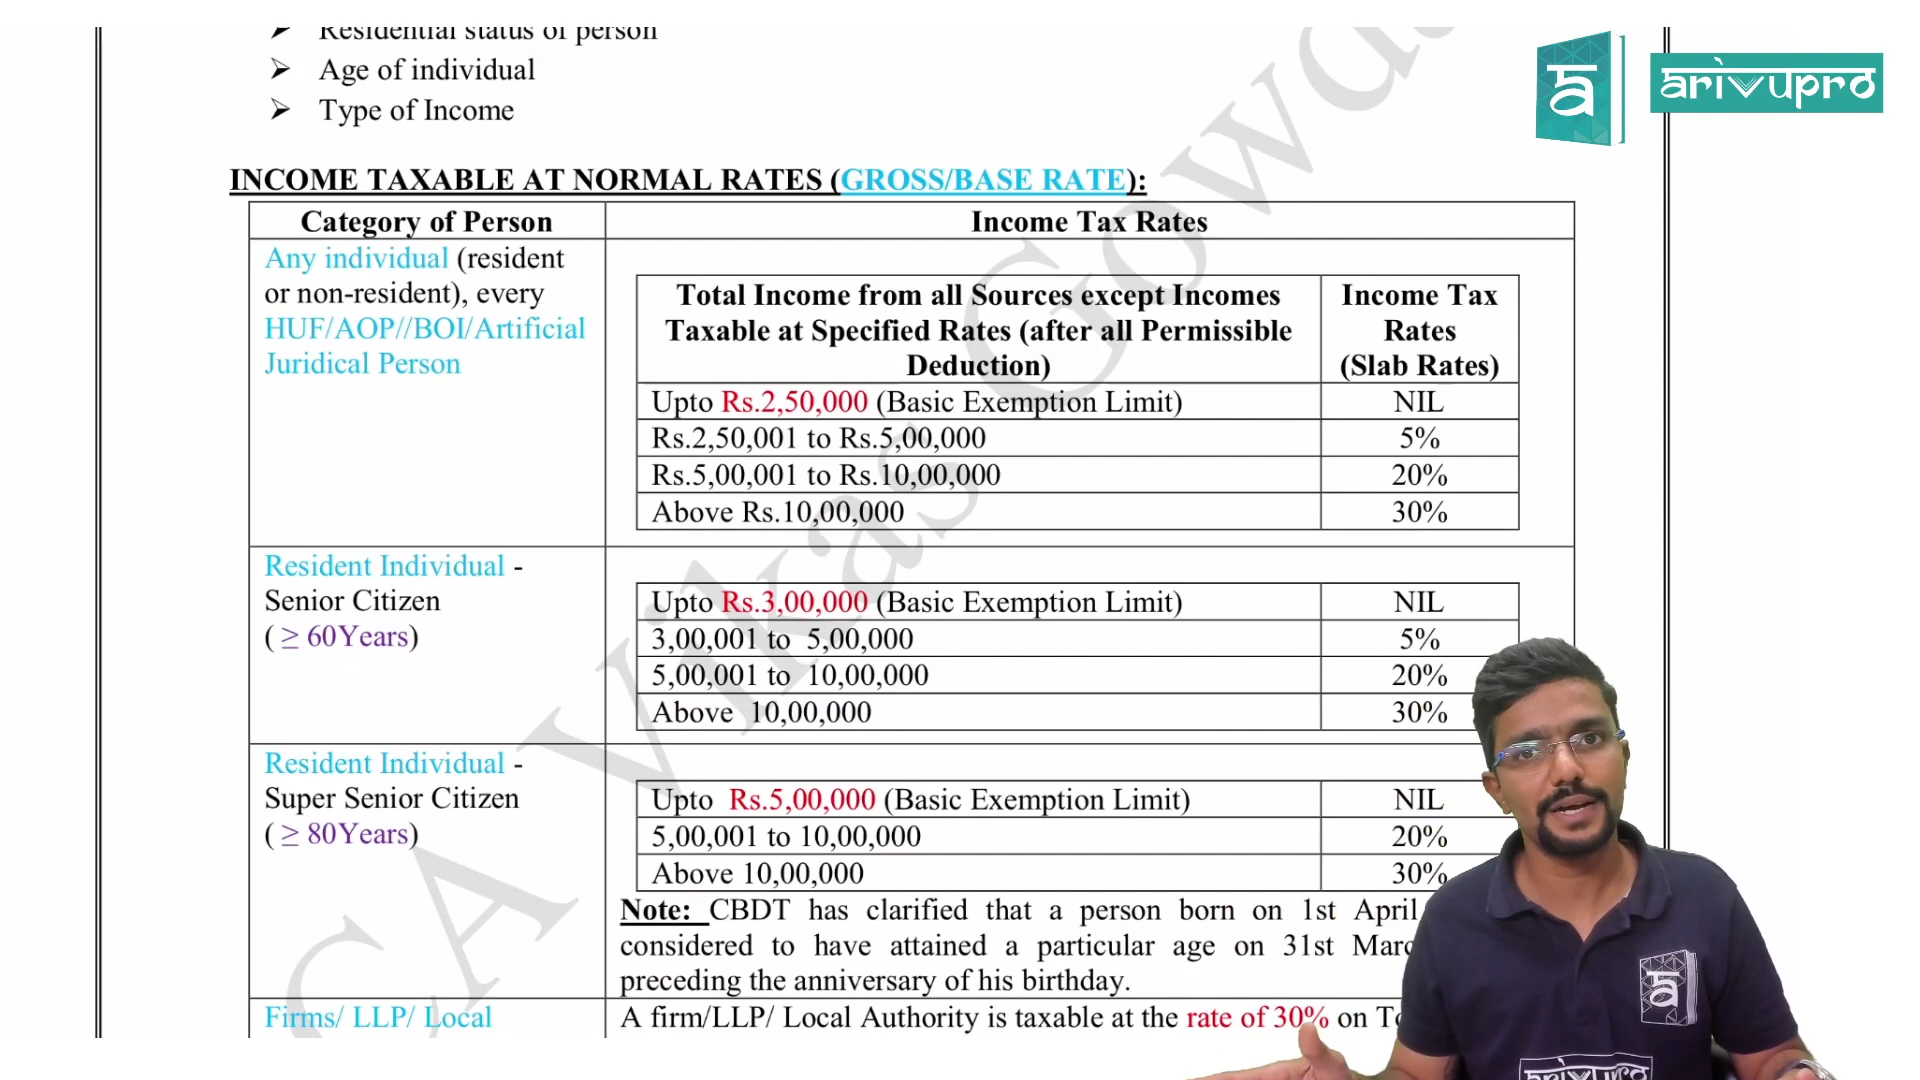 ➢ Residential status of person
➢ Age of individual
➢ Type of Income
a
arivupro
INCOME TAXABLE AT NORMAL RATES (GROSS/BASE RATE):
Category of Person
Income Tax Rates
Any individual (resident
or non-resident), every
HUF/AOP//BOI/Artificial
Juridical Person
Total Income from all Sources except Incomes
Taxable at Specified Rates (after all Permissible
Deduction)
Income Tax
Rates
(Slab Rates)
Upto Rs.2,50,000 (Basic Exemption Limit) NIL
Rs.2,50,001 to Rs.5,00,000 5%
Rs.5,00,001 to Rs.10,00,000 20%
Above Rs.10,00,000 30%
Resident Individual -
Senior Citizen
( ≥ 60Years)
Upto Rs.3,00,000 (Basic Exemption Limit) NIL
3,00,001 to 5,00,000 5%
5,00,001 to 10,00,000 20%
Above 10,00,000 30%
Resident Individual -
Super Senior Citizen
( ≥ 80Years)
Upto Rs.5,00,000 (Basic Exemption Limit) NIL
5,00,001 to 10,00,000 20%
Above 10,00,000 30%
Note: CBDT has clarified that a person born on 1st April
considered to have attained a particular age on 31st
preceding the anniversary of his birthday.
Firms/ LLP/ Local
A firm/LLP/ Local Authority is taxable at the rate of 30% on
CA Vikas Gowda
a
arivupro